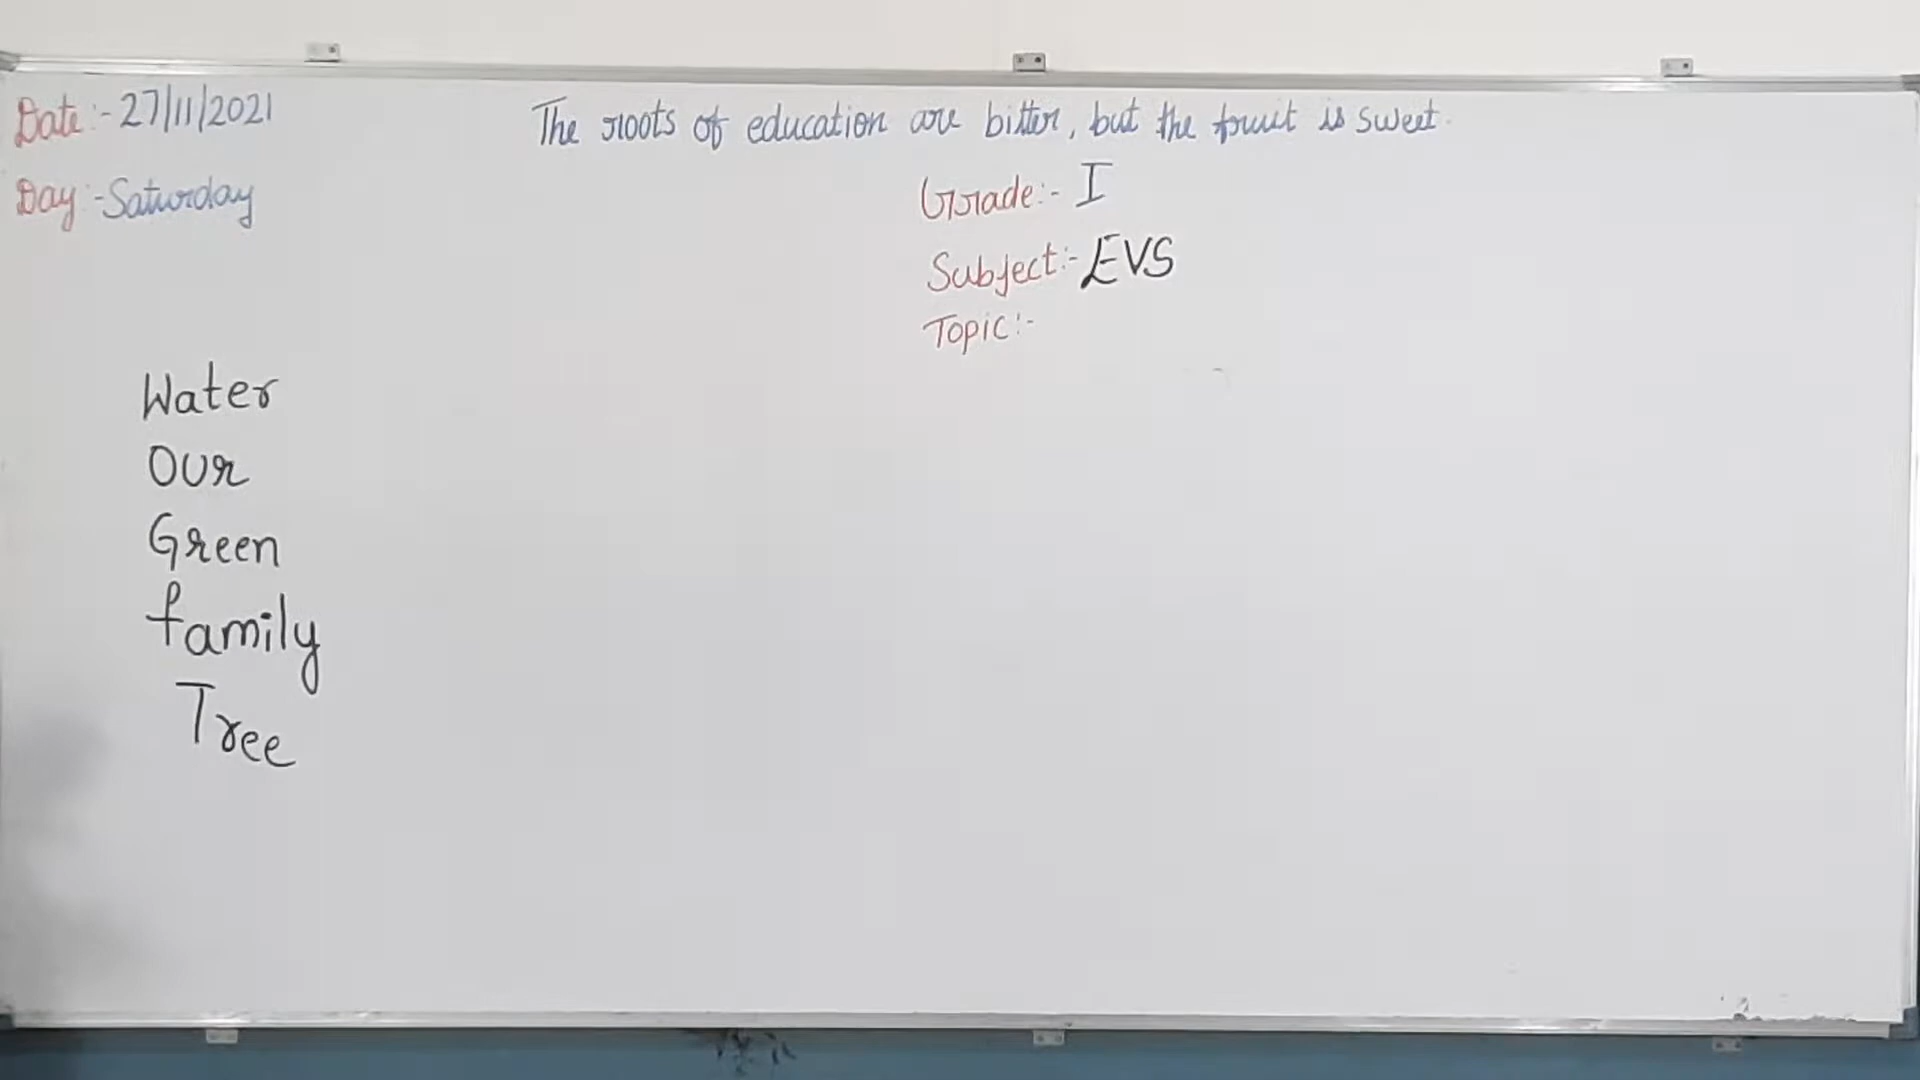 Date:- 27/11/2021
The roots of education are bitter, but the fruit is sweet.
Day:- Saturday
Grade:- I
Subject:- EVS
Topic:-
Water
Our
Green
family
Tree